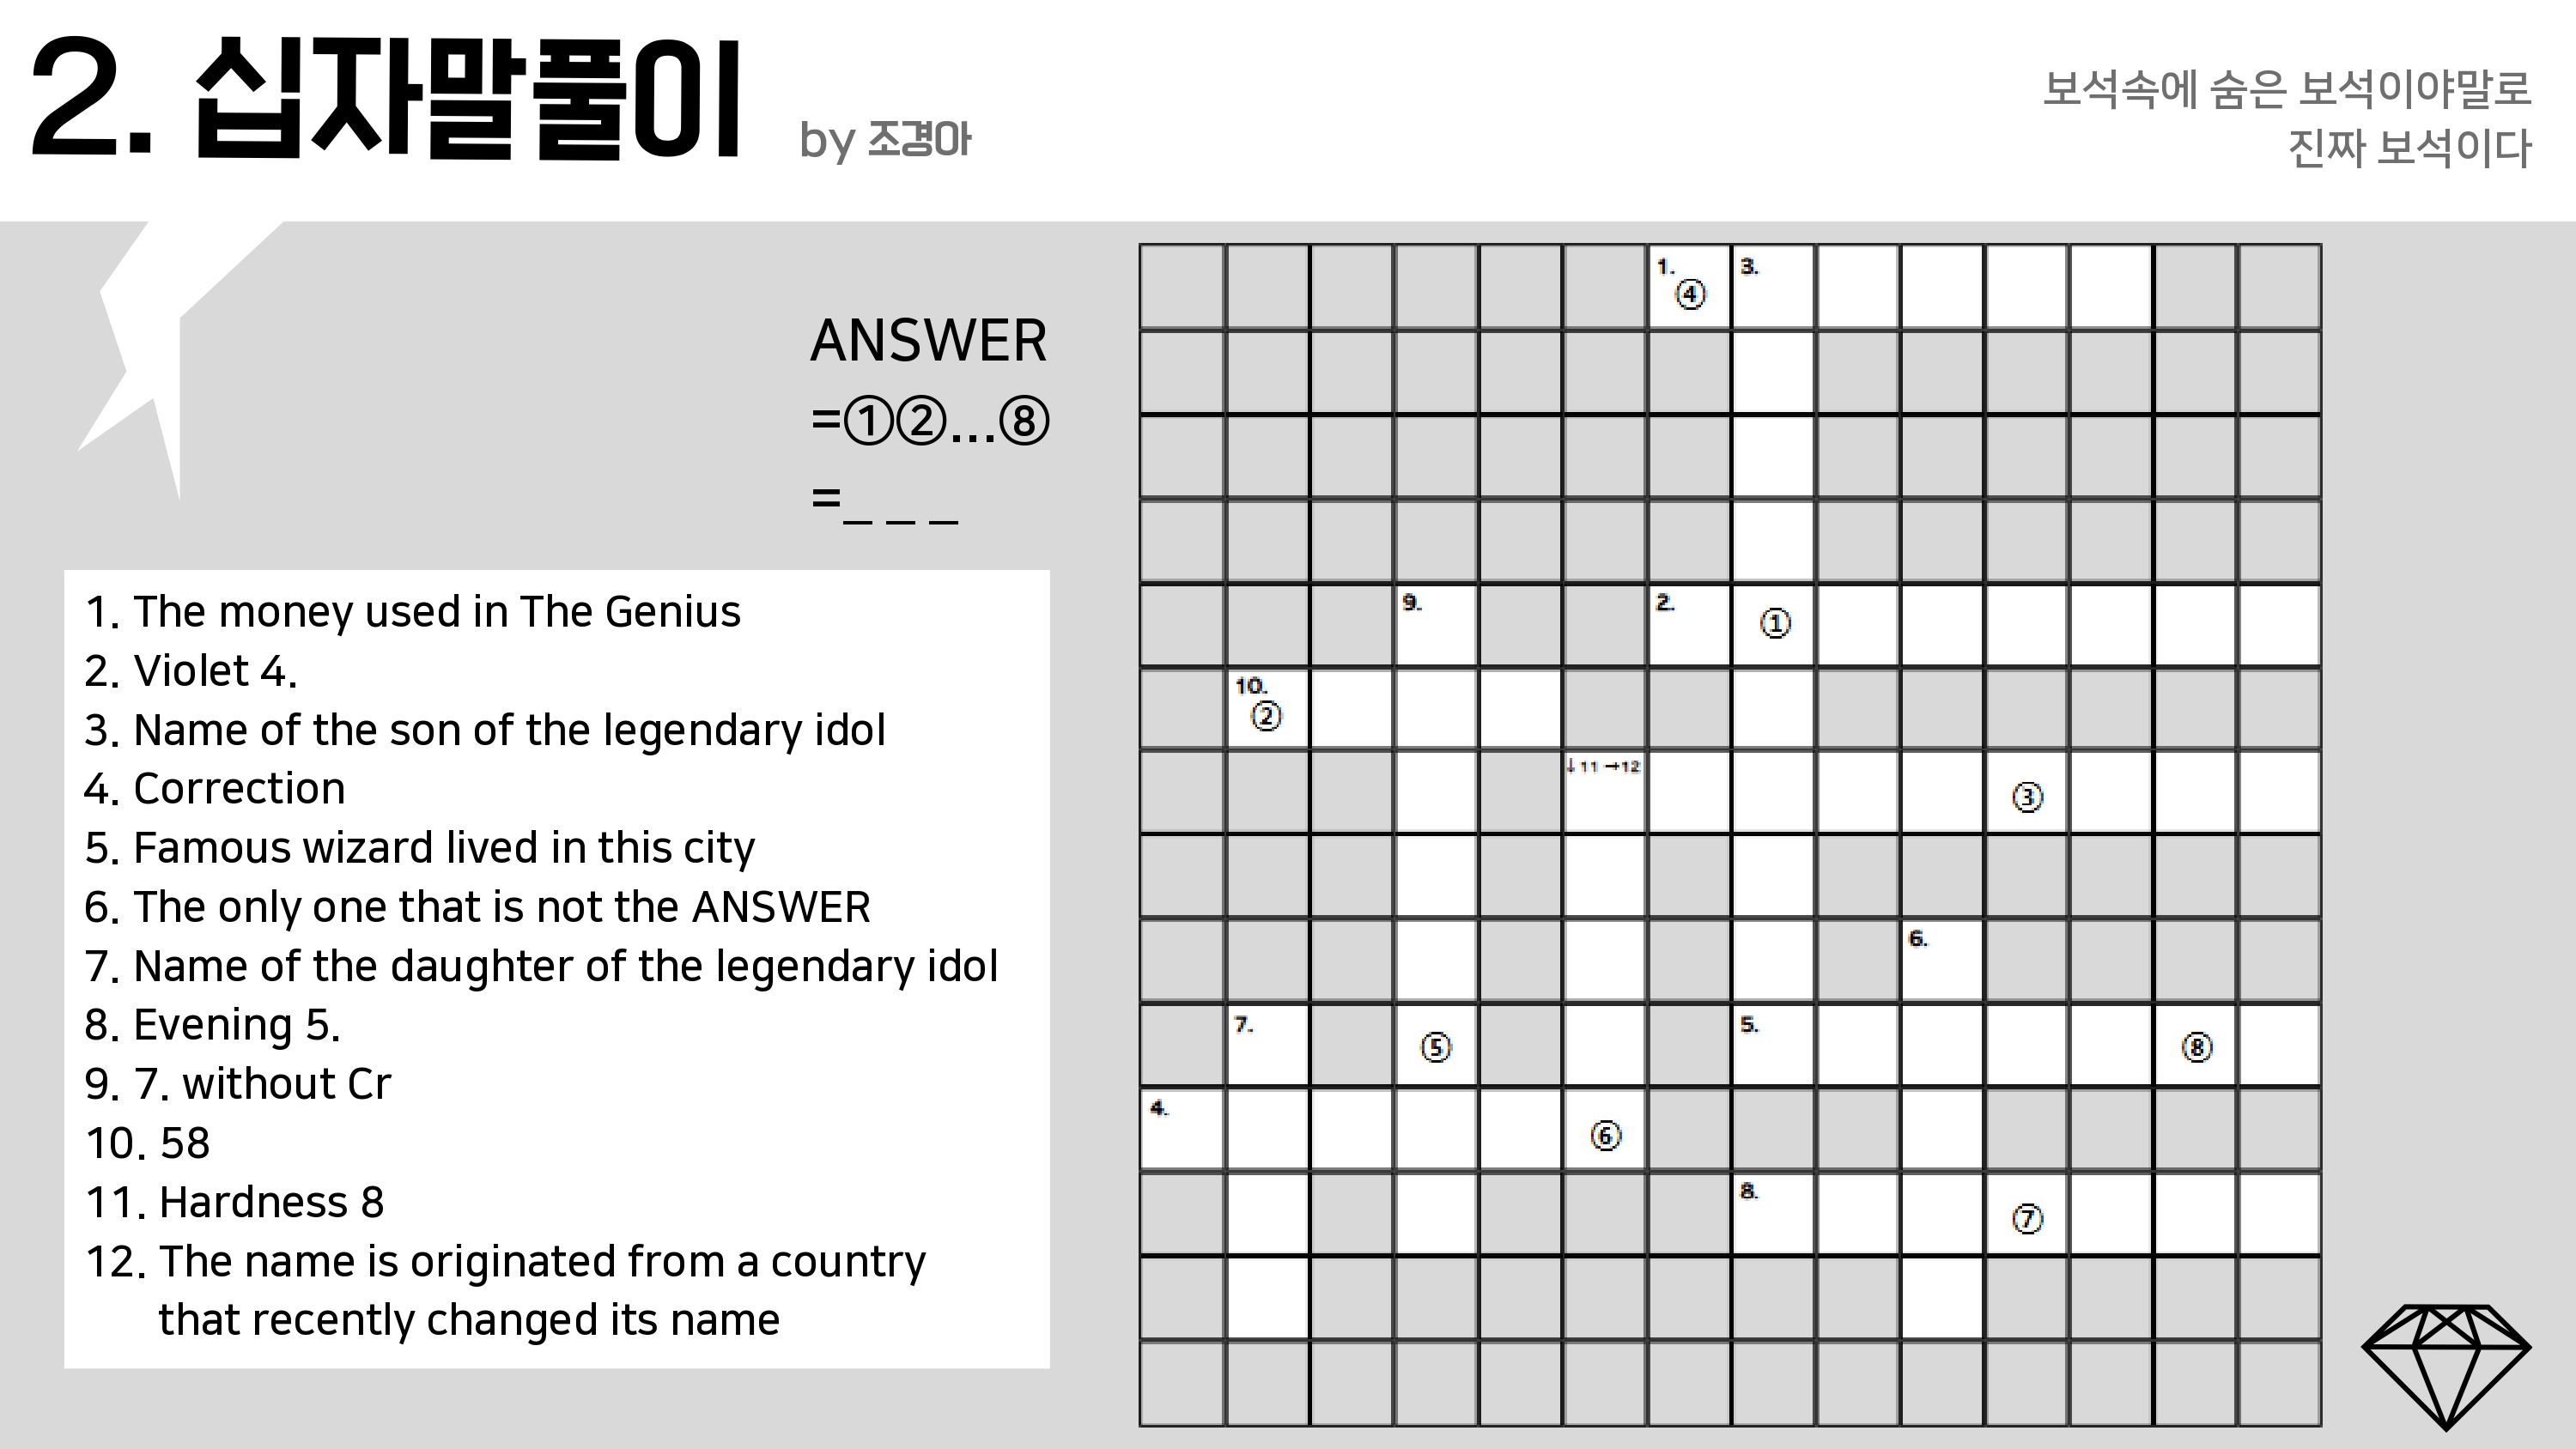 2. 십자말풀이 by 조경아
보석속에 숨은 보석이야말로
진짜 보석이다
ANSWER
=①②...⑧
=_ _ _
1. The money used in The Genius
2. Violet 4.
3. Name of the son of the legendary idol
4. Correction
5. Famous wizard lived in this city
6. The only one that is not the ANSWER
7. Name of the daughter of the legendary idol
8. Evening 5.
9. 7. without Cr
10. 58
11. Hardness 8
12. The name is originated from a country
that recently changed its name
1. ④ 3.
9. 2. ①
10. ②
↓11 →12 ③
6.
7. ⑤ 5. ⑧
4. ⑥
8. ⑦